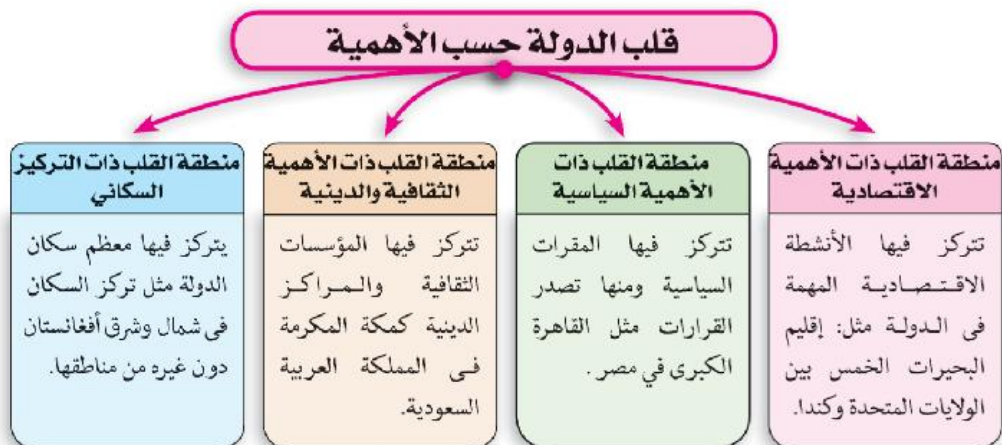 قلب الدولة حسب الأهمية
منطقة القلب ذات الأهمية
الاقتصادية
تتركز فيها الأنشطة
الاقتصادية المهمة
فى الدولة مثل: إقليم
البحيرات الخمس بين
الولايات المتحدة وكندا.
منطقة القلب ذات
الأهمية السياسية
تتركز فيها المقرات
السياسية ومنها تصدر
القرارات مثل القاهرة
الكبرى في مصر .
منطقة القلب ذات الأهمية
الثقافية والدينية
تتركز فيها المؤسسات
الثقافية والمراكز
الدينية كمكة المكرمة
فى المملكة العربية
السعودية.
منطقة القلب ذات التركيز
السكاني
يتركز فيها معظم سكان
الدولة مثل تركز السكان
فى شمال وشرق أفغانستان
دون غيره من مناطقها.